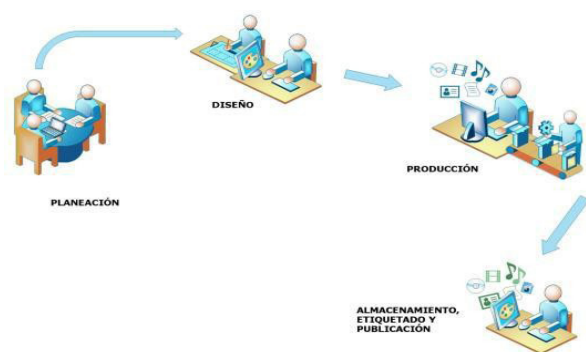 DISEÑO
PRODUCCIÓN
PLANEACIÓN
ALMACENAMIENTO,
ETIQUETADO Y
PUBLICACIÓN